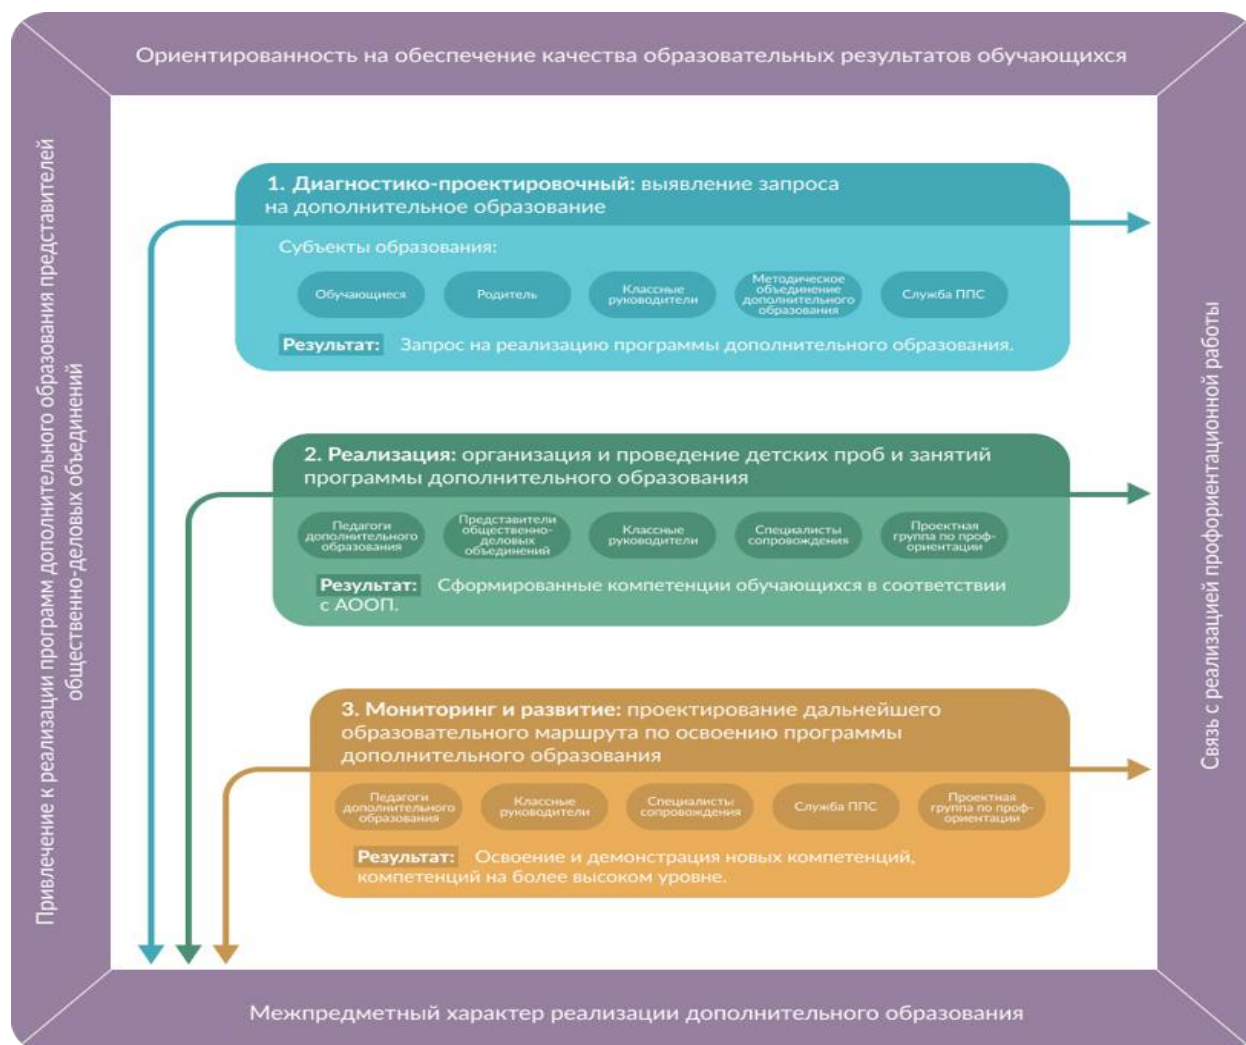 Ориентированность на обеспечение качества образовательных результатов обучающихся
Привлечение к реализации программ дополнительного образования представителей
общественно-деловых объединений
1. Диагностико-проектировочный: выявление запроса
на дополнительное образование
Субъекты образования:
Обучающиеся
Родитель
Классные
руководители
Методическое
объединение
дополнительного
образования
Служба ППС
Результат: Запрос на реализацию программы дополнительного образования.
2. Реализация: организация и проведение детских проб и занятий
программы дополнительного образования
Педагоги
дополнительного
образования
Представители
общественно-
деловых
объединений
Классные
руководители
Специалисты
сопровождения
Проектная
группа по проф-
ориентации
Результат: Сформированные компетенции обучающихся в соответствии
с АООП.
3. Мониторинг и развитие: проектирование дальнейшего
образовательного маршрута по освоению программы
дополнительного образования
Педагоги
дополнительного
образования
Классные
руководители
Специалисты
сопровождения
Служба ППС
Проектная
группа по проф-
ориентации
Результат: Освоение и демонстрация новых компетенций,
компетенций на более высоком уровне.
Связь с реализацией профориентационной работы
Межпредметный характер реализации дополнительного образования